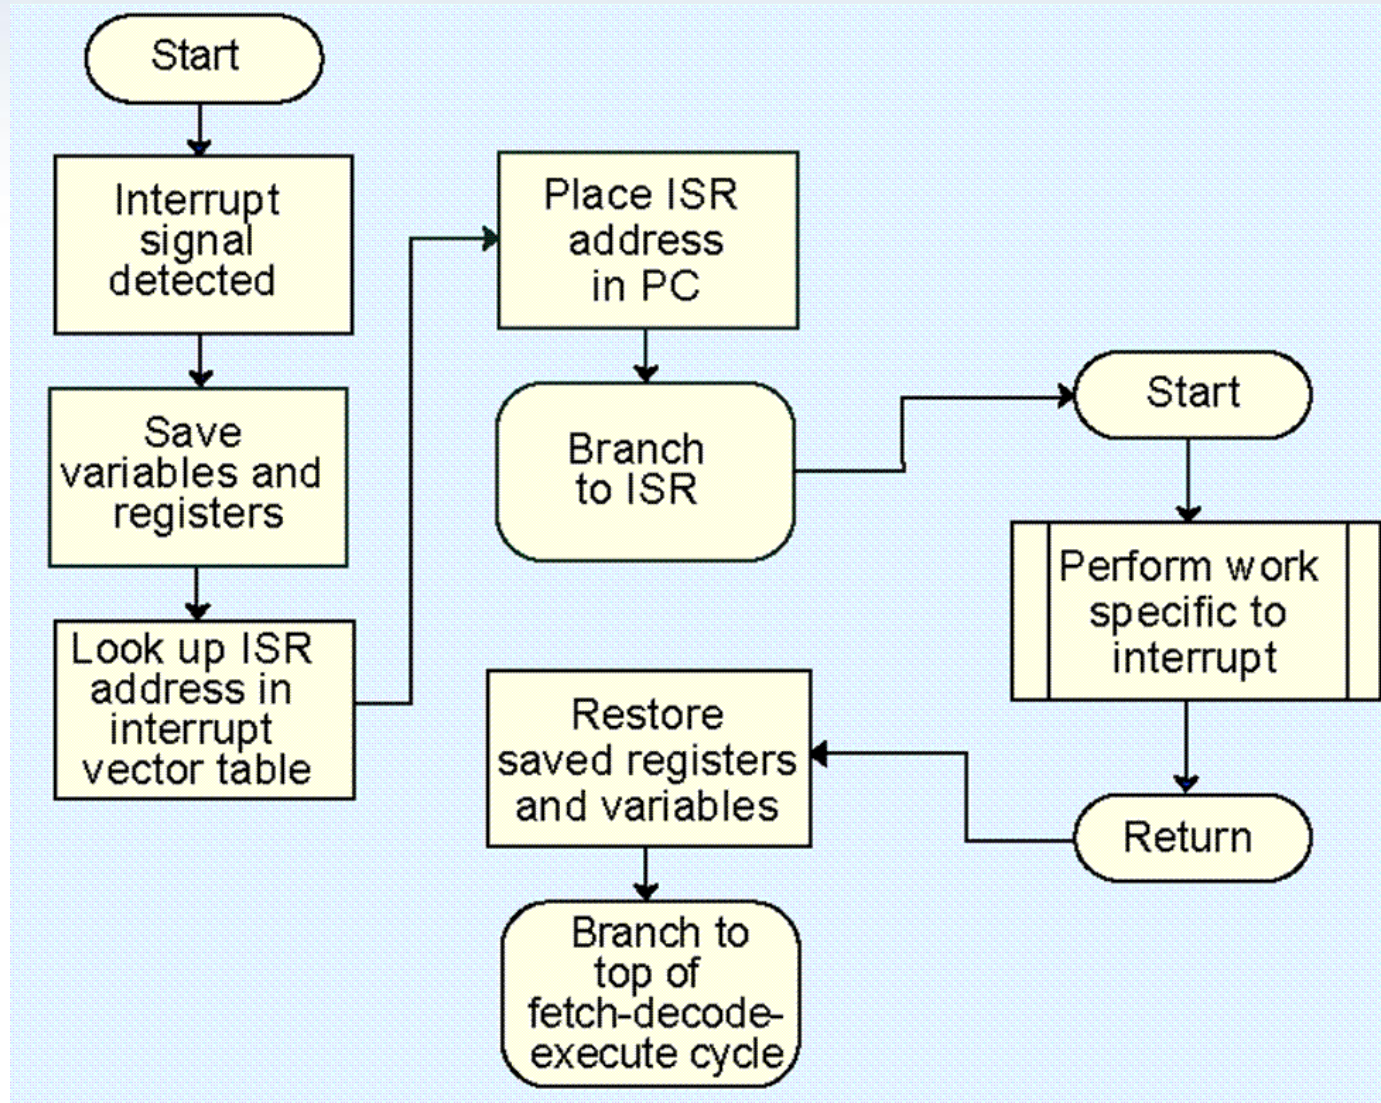 Start
Interrupt
signal
detected
Save
variables and
registers
Look up ISR
address in
interrupt
vector table
Place ISR
address
in PC
Branch
to ISR
Start
Perform work
specific to
interrupt
Return
Restore
saved registers
and variables
Branch to
top of
fetch-decode-
execute cycle